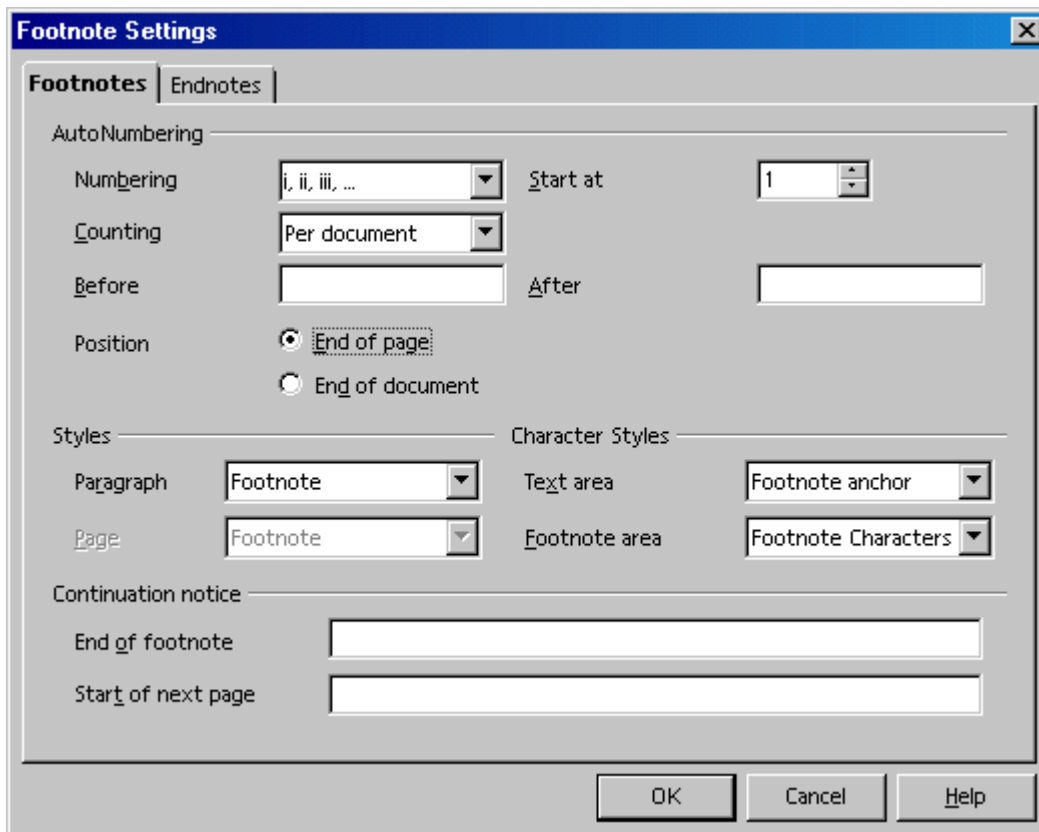 Footnote Settings
Footnotes Endnotes
AutoNumbering
Numbering i, ii, iii, ... Start at 1
Counting Per document
Before After
Position End of page
End of document
Styles Character Styles
Paragraph Footnote Text area Footnote anchor
Page Footnote Footnote area Footnote Characters
Continuation notice
End of footnote
Start of next page
OK Cancel Help